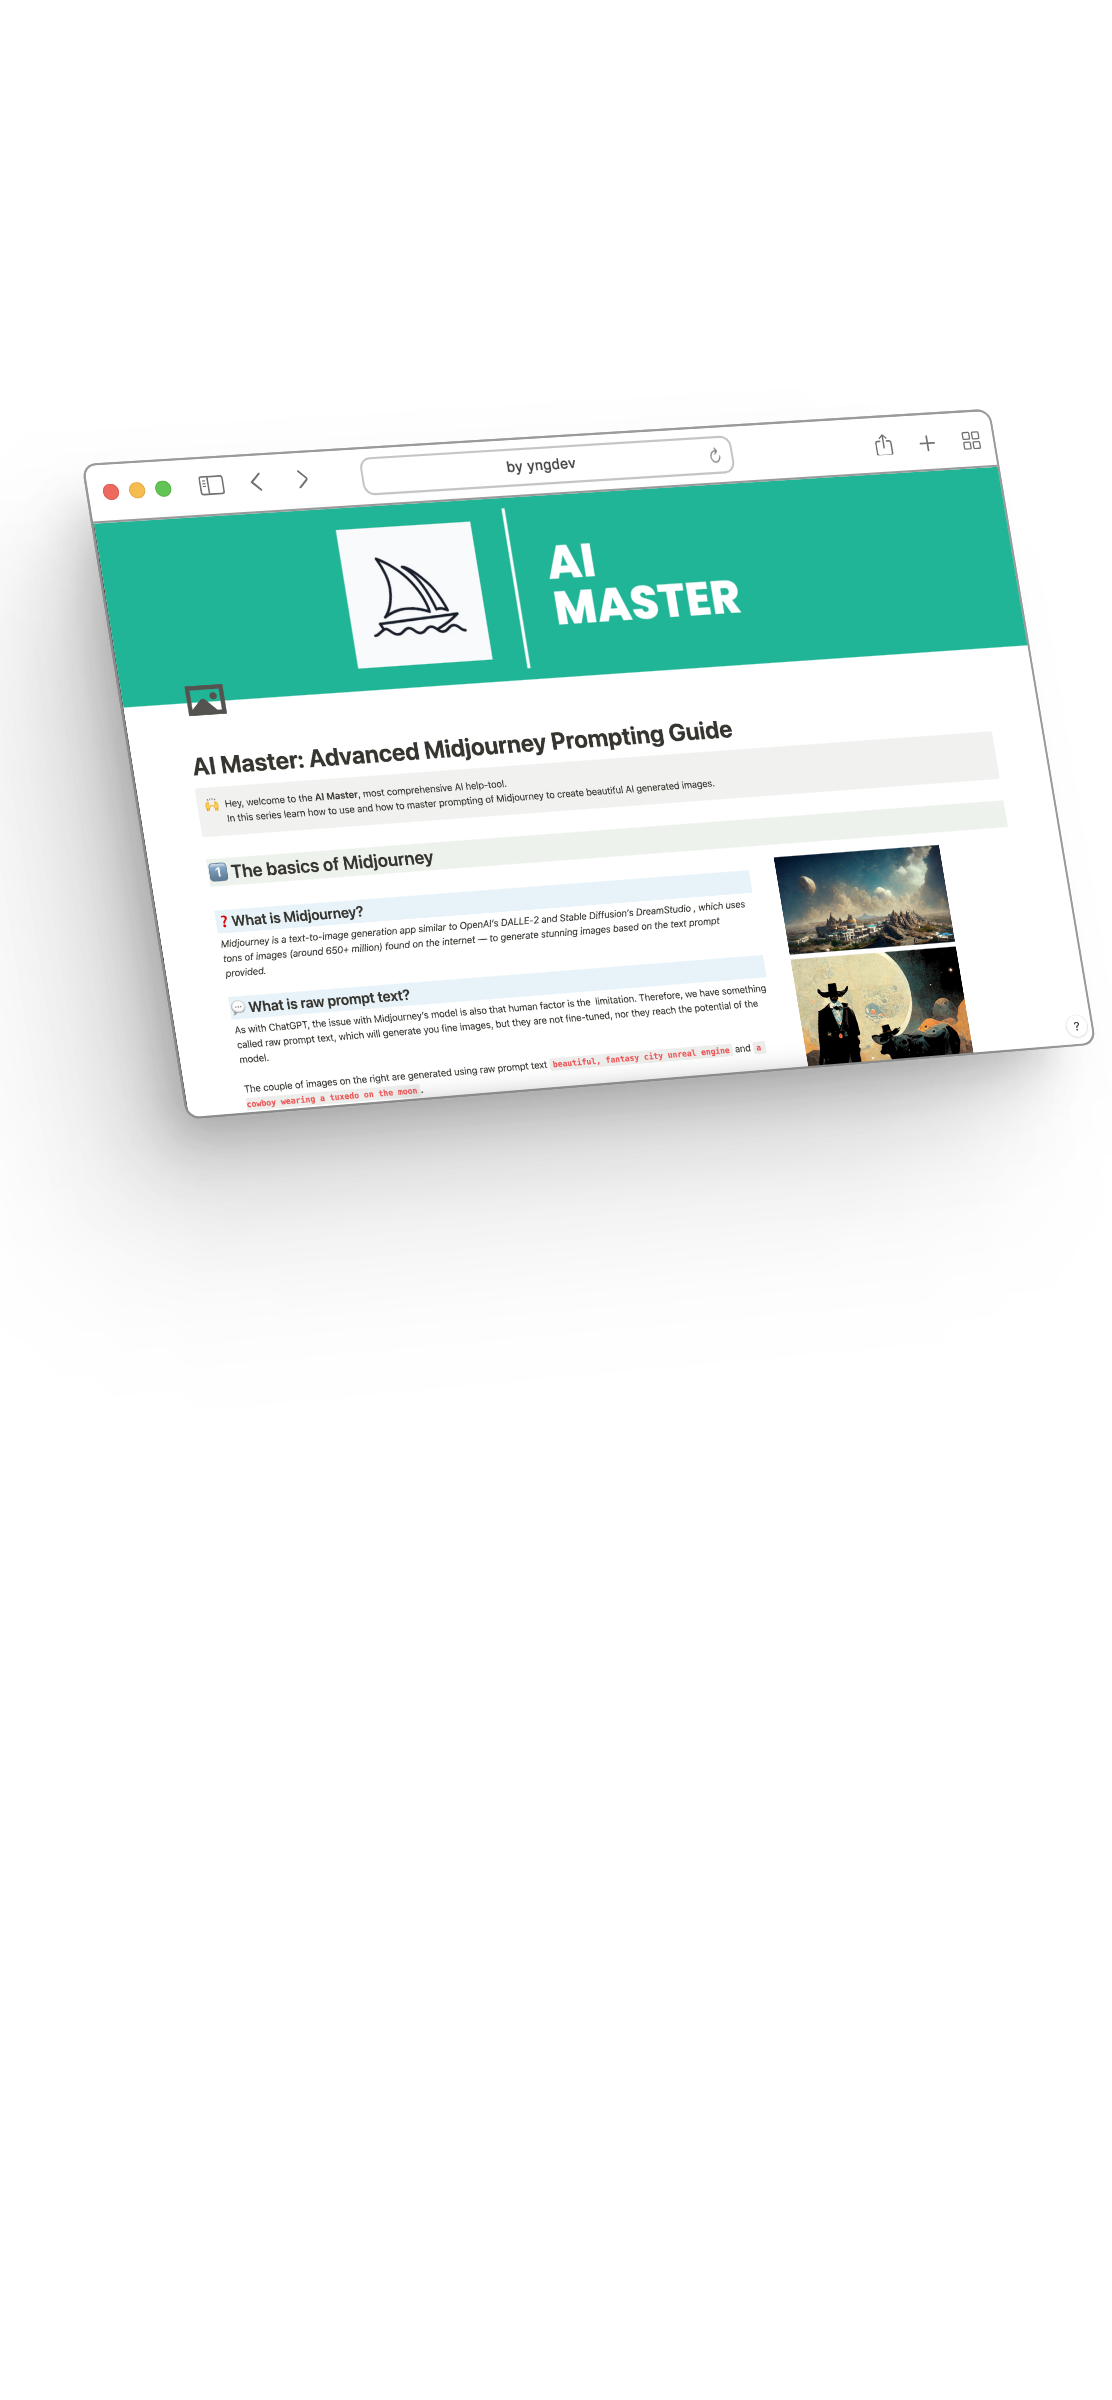 by yngdev
AI
MASTER
AI Master: Advanced Midjourney Prompting Guide
Hey, welcome to the AI Master, most comprehensive AI help-tool.
In this series learn how to use and how to master prompting of Midjourney to create beautiful AI generated images.
1 The basics of Midjourney
❓What is Midjourney?
Midjourney is a text-to-image generation app similar to OpenAI's DALLE-2 and Stable Diffusion's DreamStudio , which uses
tons of images (around 650+ million) found on the internet — to generate stunning images based on the text prompt
provided.
What is raw prompt text?
As with ChatGPT, the issue with Midjourney's model is also that human factor is the  limitation. Therefore, we have something
called raw prompt text, which will generate you fine images, but they are not fine-tuned, nor they reach the potential of the
model.
The couple of images on the right are generated using raw prompt text beautiful, fantasy city unreal engine and a
cowboy wearing a tuxedo on the moon .
?